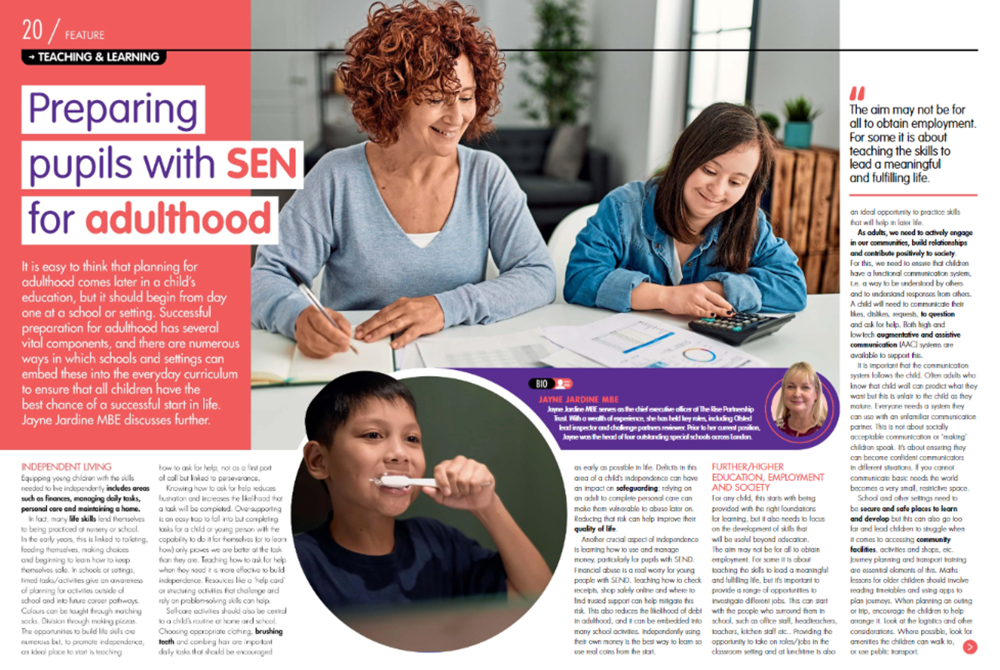 20 / FEATURE
→ TEACHING & LEARNING
Preparing
pupils with SEN
for adulthood
It is easy to think that planning for
adulthood comes later in a child's
education, but it should begin from day
one at a school or setting. Successful
preparation for adulthood has several
vital components, and there are numerous
ways in which schools and settings can
embed these into the everyday curriculum
to ensure that all children have the
best chance of a successful start in life.
Jayne Jardine MBE discusses further.
BIO
JAYNE JARDINE MBE
Jayne Jardine MBE serves as the chief executive officer at The Rise Partnership
Trust. With a wealth of experience, she has held key roles, including Ofsted
lead inspector and challenge partners reviewer. Prior to her current position,
Jayne was the head of four outstanding special schools across London.
INDEPENDENT LIVING
Equipping young children with the skills
needed to live independently includes areas
such as finances, managing daily tasks,
personal care and maintaining a home.
In fact, many life skills lend themselves
to being practiced at nursery or school.
In the early years, this is linked to toileting,
feeding themselves, making choices
and beginning to learn how to keep
themselves safe. In schools or settings,
timed tasks/activities give an awareness
of planning for activities outside of
school and into future career pathways.
Colours can be taught through matching
socks. Division through making pizzas.
The opportunities to build life skills are
numerous but, to promote independence,
an ideal place to start is teaching
how to ask for help; not as a first port
of call but linked to perseverance.
Knowing how to ask for help reduces
frustration and increases the likelihood that
a task will be completed. Over-supporting
is an easy trap to fall into but completing
tasks for a child or young person with the
capability to do it for themselves (or to learn
how) only proves we are better at the task
than they are. Teaching how to ask for help
when they need it is more effective to build
independence. Resources like a 'help card'
or structuring activities that challenge and
rely on problem-solving skills can help.
Self-care activities should also be central
to a child's routine at home and school.
Choosing appropriate clothing, brushing
teeth and combing hair are important
daily tasks that should be encouraged
as early as possible in life. Deficits in this
area of a child's independence can have
an impact on safeguarding; relying on
an adult to complete personal care can
make them vulnerable to abuse later on.
Reducing that risk can help improve their
quality of life.
Another crucial aspect of independence
is learning how to use and manage
money, particularly for pupils with SEND.
Financial abuse is a real worry for young
people with SEND. Teaching how to check
receipts, shop safely online and where to
find trusted support can help mitigate this
risk. This also reduces the likelihood of debt
in adulthood, and it can be embedded into
many school activities. Independently using
their own money is the best way to learn so
use real coins from the start.
FURTHER/HIGHER
EDUCATION, EMPLOYMENT
AND SOCIETY
For any child, this starts with being
provided with the right foundations
for learning, but it also needs to focus
on the development of skills that
will be useful beyond education.
The aim may not be for all to obtain
employment. For some it is about
teaching the skills to lead a meaningful
and fulfilling life, but it's important to
provide a range of opportunities to
investigate different jobs. This can start
with the people who surround them in
school, such as office staff, headteachers,
teachers, kitchen staff etc.. Providing the
opportunity to take on roles/jobs in the
classroom setting and at lunchtime is also
The aim may not be for
all to obtain employment.
For some it is about
teaching the skills to
lead a meaningful
and fulfilling life.
an ideal opportunity to practice skills
that will help in later life.
As adults, we need to actively engage
in our communities, build relationships
and contribute positively to society.
For this, we need to ensure that children
have a functional communication system,
i.e. a way to be understood by others
and to understand responses from others.
A child will need to communicate their
likes, dislikes, requests, to question
and ask for help. Both high and
low-tech augmentative and assistive
communication (AAC) systems are
available to support this.
It is important that the communication
system follows the child. Often adults who
know that child well can predict what they
want but this is unfair to the child as they
mature. Everyone needs a system they
can use with an unfamiliar communication
partner. This is not about socially
acceptable communication or 'making'
children speak. It's about ensuring they
can become confident communicators
in different situations. If you cannot
communicate basic needs the world
becomes a very small, restrictive space.
School and other settings need to
be secure and safe places to learn
and develop but this can also go too
far and lead children to struggle when
it comes to accessing community
facilities, activities and shops, etc.
Journey planning and transport training
are essential elements of this. Maths
lessons for older children should involve
reading timetables and using apps to
plan journeys. When planning an outing
or trip, encourage the children to help
arrange it. Look at the logistics and other
considerations. Where possible, look for
amenities the children can walk to,
or use public transport.